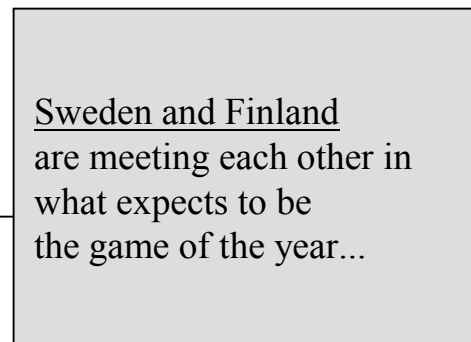 Sweden and Finland
are meeting each other in
what expects to be
the game of the year...